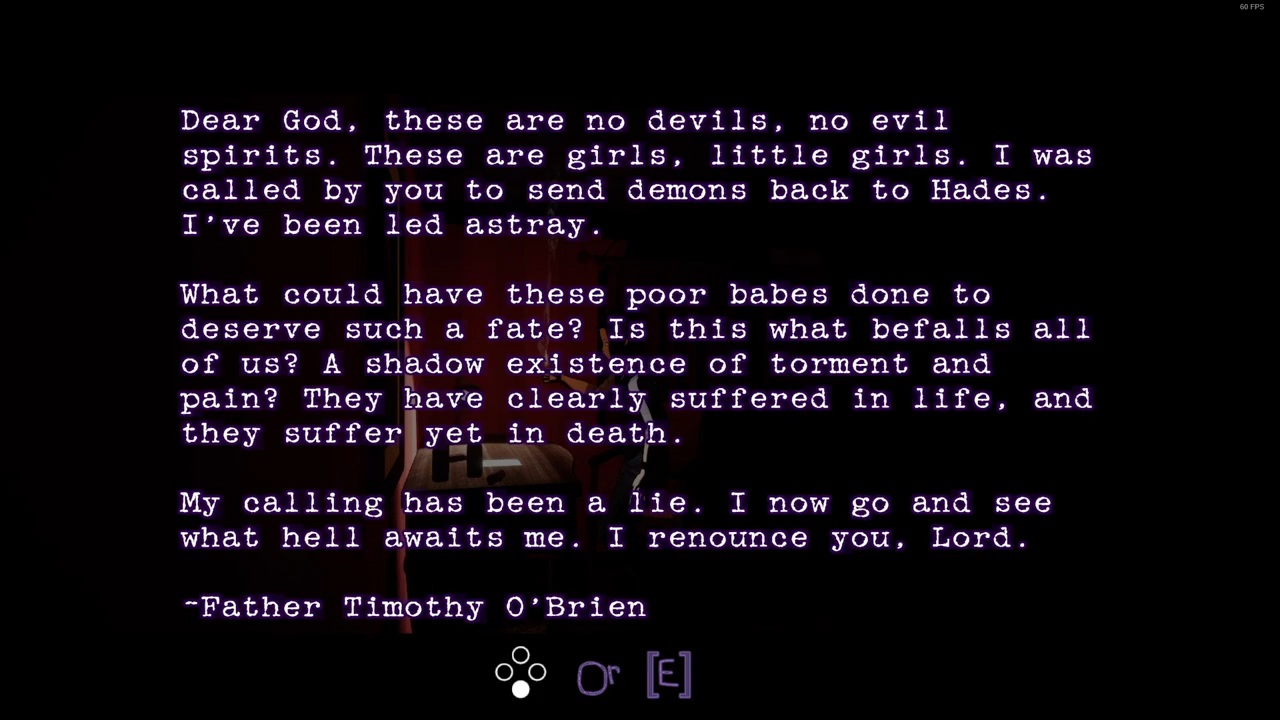 60 FPS
Dear God, these are no devils, no evil
spirits. These are girls, little girls. I was
called by you to send demons back to Hades.
I've been led astray.
What could have these poor babes done to
deserve such a fate? Is this what befalls all
of us? A shadow existence of torment and
pain? They have clearly suffered in life, and
they suffer yet in death.
My calling has been a lie. I now go and see
what hell awaits me. I renounce you, Lord.
~Father Timothy O'Brien
Or [E]